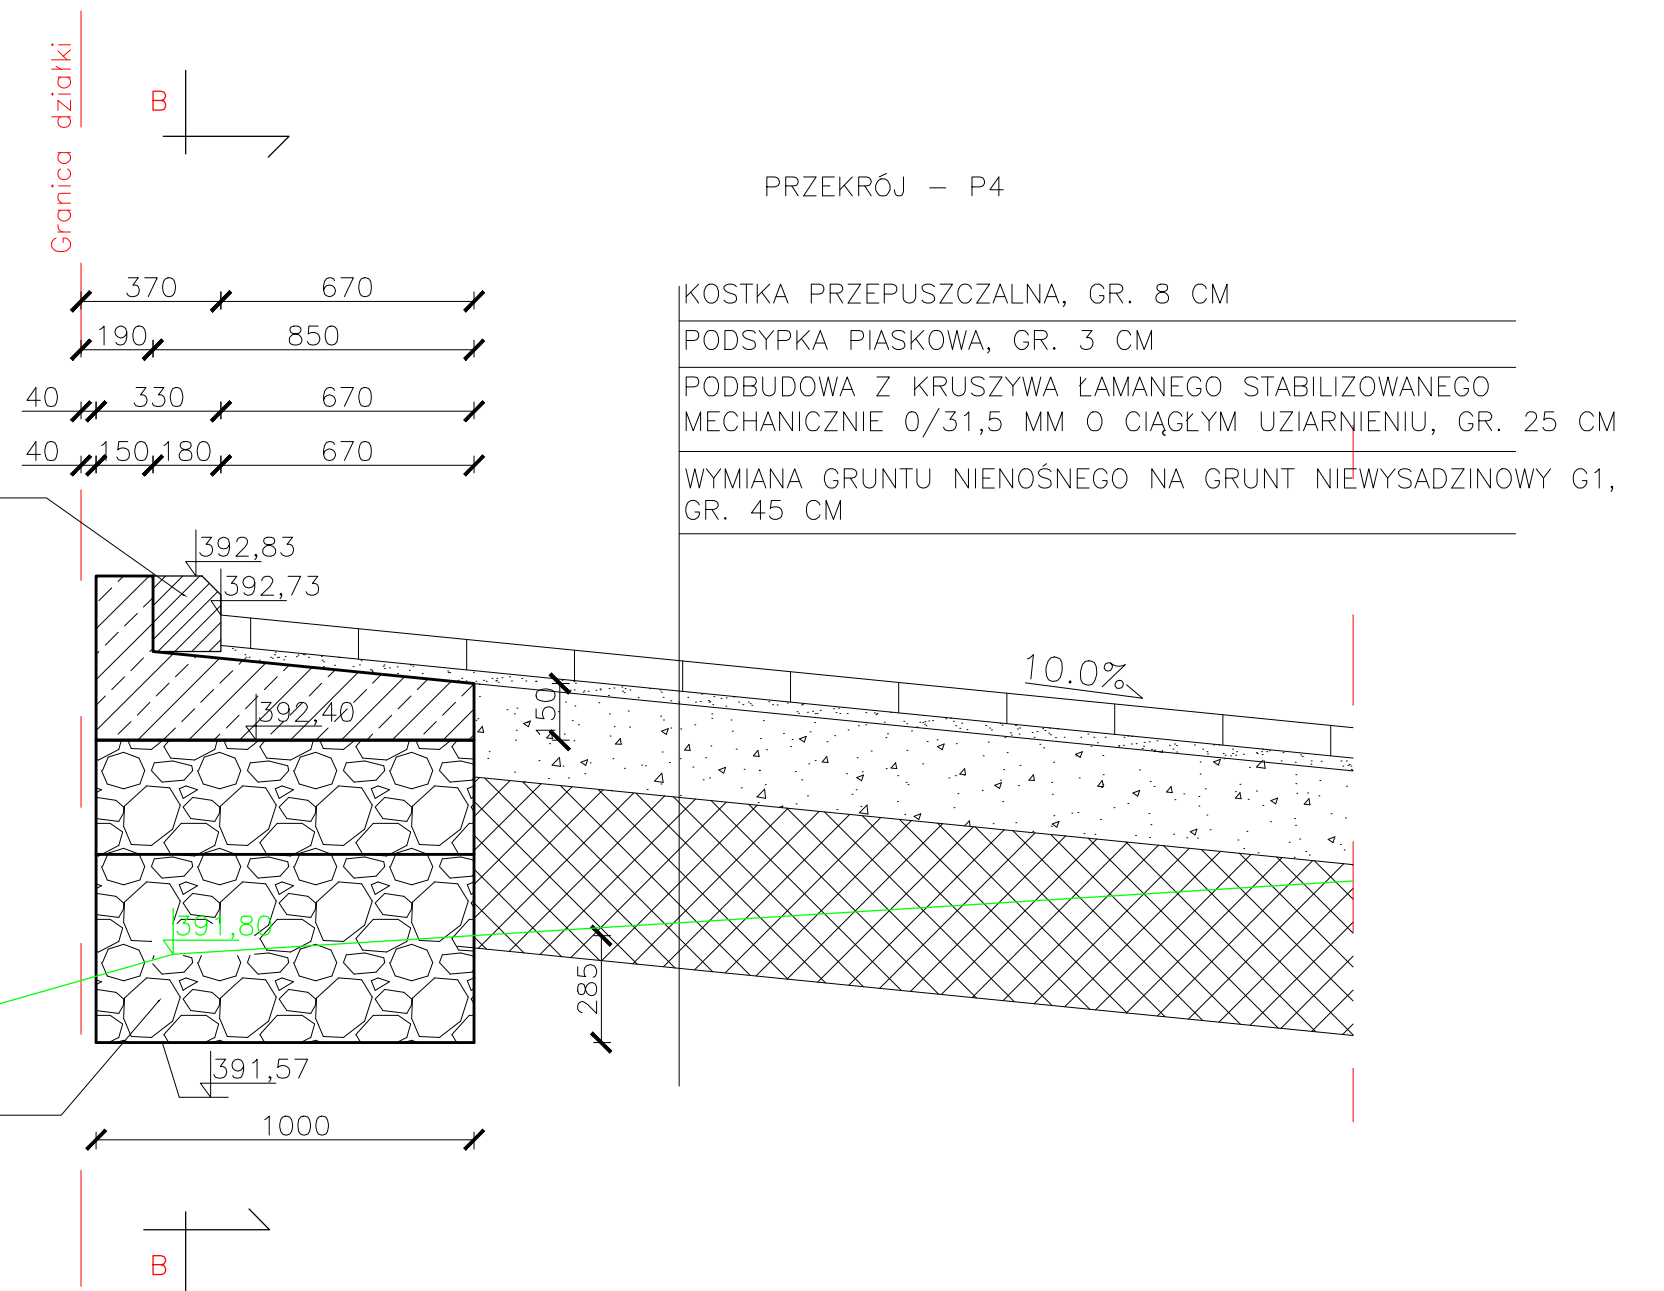 Granica działki
B
PRZEKRÓJ – P4
370 670
190 850
40 330 670
40 150 180 670
KOSTKA PRZEPUSZCZALNA, GR. 8 CM
PODSYPKA PIASKOWA, GR. 3 CM
PODBUDOWA Z KRUSZYWA ŁAMANEGO STABILIZOWANEGO
MECHANICZNIE 0/31,5 MM O CIĄGŁYM UZIARNIENIU, GR. 25 CM
WYMIANA GRUNTU NIENOŚNEGO NA GRUNT NIEWYSADZINOWY G1,
GR. 45 CM
392,83
392,73
10.0%
392,40
150
391,80
285
391,57
1000
B